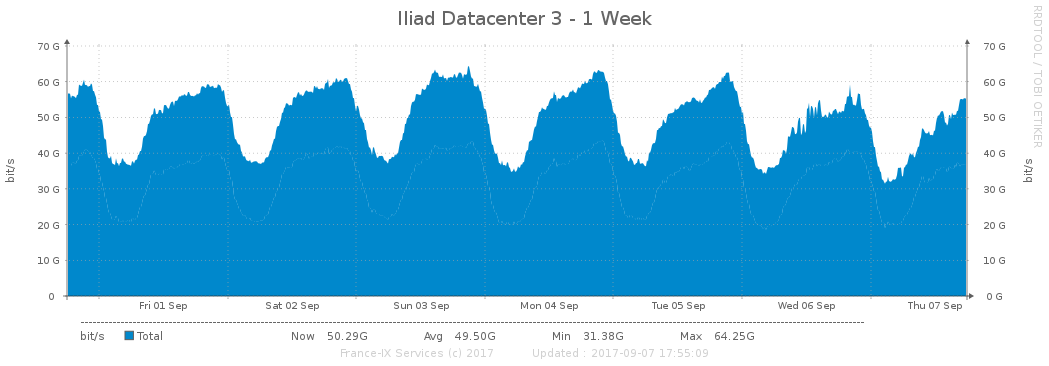 Iliad Datacenter 3 - 1 Week
RRDTOOL / TOBI OETIKER
70 G 70 G
60 G 60 G
50 G 50 G
40 G 40 G
30 G 30 G
20 G 20 G
10 G 10 G
0 0 G
bit/s bit/s
Fri 01 Sep Sat 02 Sep Sun 03 Sep Mon 04 Sep Tue 05 Sep Wed 06 Sep Thu 07 Sep
bit/s Total Now 50.29G Avg 49.50G Min 31.38G Max 64.25G
France-IX Services (c) 2017 Updated : 2017-09-07 17:55:09